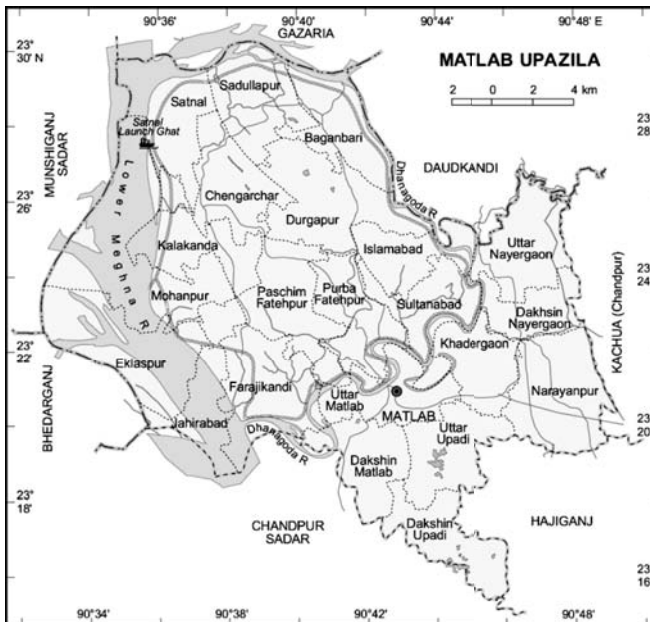 90°36'
90°40'
90°44'
90°48' E
23°
30' N
GAZARIA
MATLAB UPAZILA
2 0 2 4 km
Sadullapur
Satnal
Satnal
Launch Ghat
Baganbari
23
28
MUNSHIGANJ
SADAR
Lower Meghna R
Dhanagoda R
DAUDKANDI
23°
26'
Chengarchar
Durgapur
Uttar
Nayergaon
Kalakanda
Islamabad
23
24
Mohanpur
Paschim
Fatehpur
Purba
Fatehpur
Sultanabad
Dakhsin
Nayergaon
KACHUA (Chandpur)
23°
22'
Khadergaon
Eklaspur
BHEDARGANJ
Farajikandi
Uttar
Matlab
Narayanpur
MATLAB
Jahirabad
Dhanagoda R
Uttar
Upadi
23
20
Dakshin
Matlab
23°
18'
CHANDPUR
SADAR
Dakshin
Upadi
HAJIGANJ
23
16
90°34'
90°38'
90°42'
90°48'